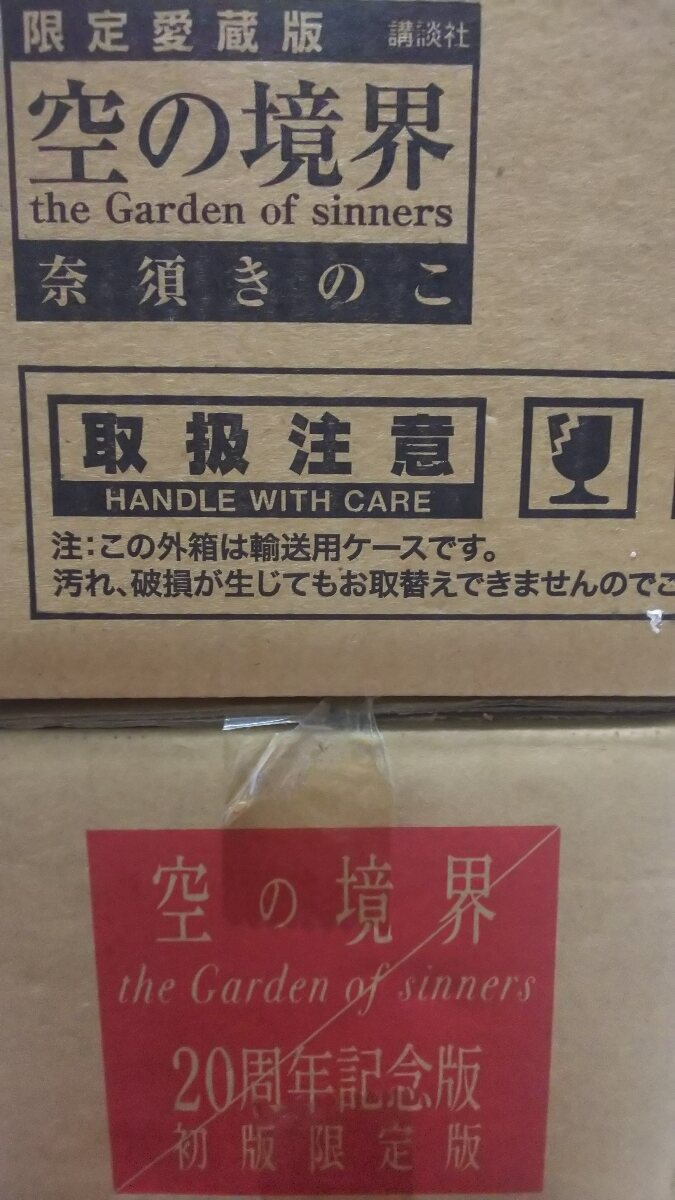 限定愛蔵版 講談社
空の境界
the Garden of sinners
奈須きのこ
取扱注意
HANDLE WITH CARE
注:この外箱は輸送用ケースです。
汚れ、破損が生じてもお取替えできませんのでご
空の境界
the Garden of sinners
20周年記念版
初版限定版